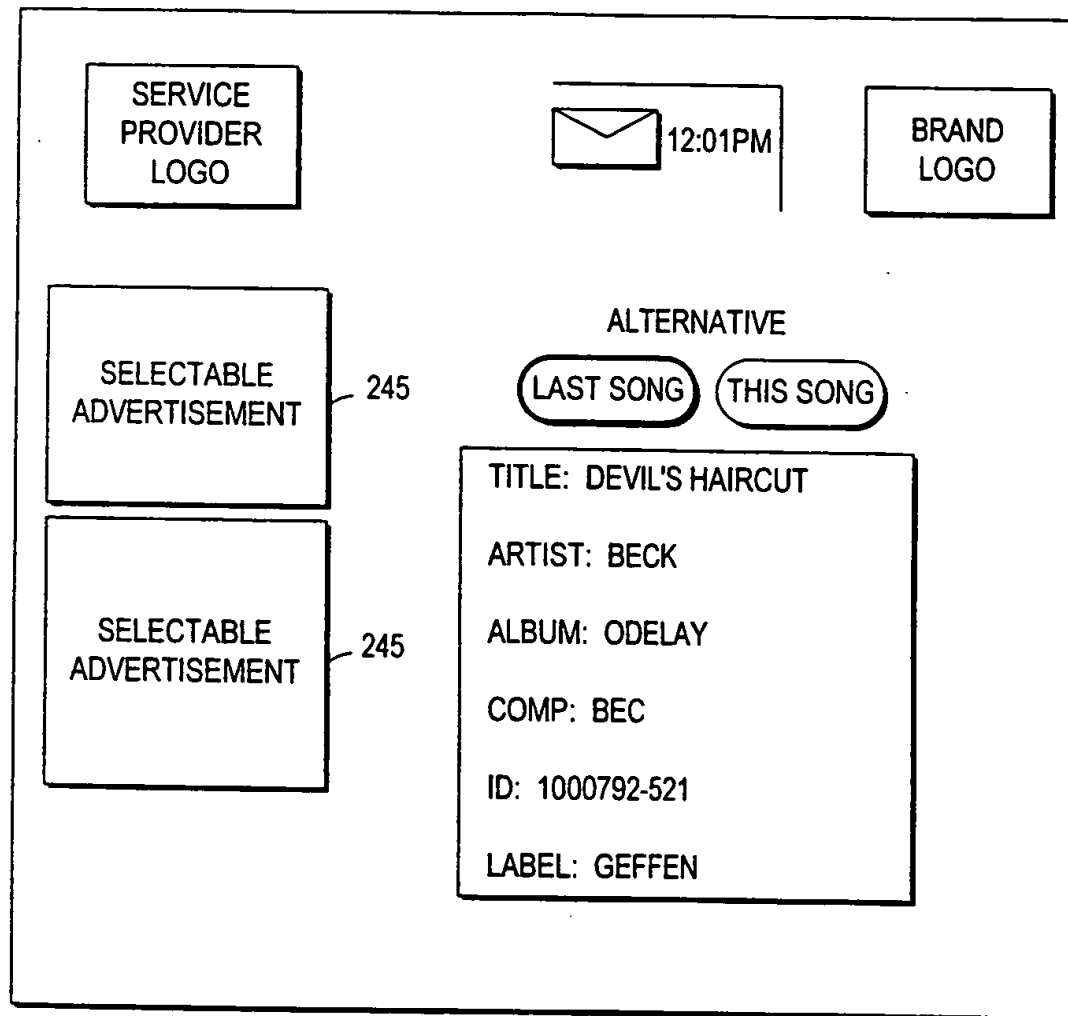 SERVICE
PROVIDER
LOGO
12:01PM
BRAND
LOGO
SELECTABLE
ADVERTISEMENT
245
SELECTABLE
ADVERTISEMENT
245
ALTERNATIVE
LAST SONG
THIS SONG
TITLE: DEVIL'S HAIRCUT
ARTIST: BECK
ALBUM: ODELAY
COMP: BEC
ID: 1000792-521
LABEL: GEFFEN